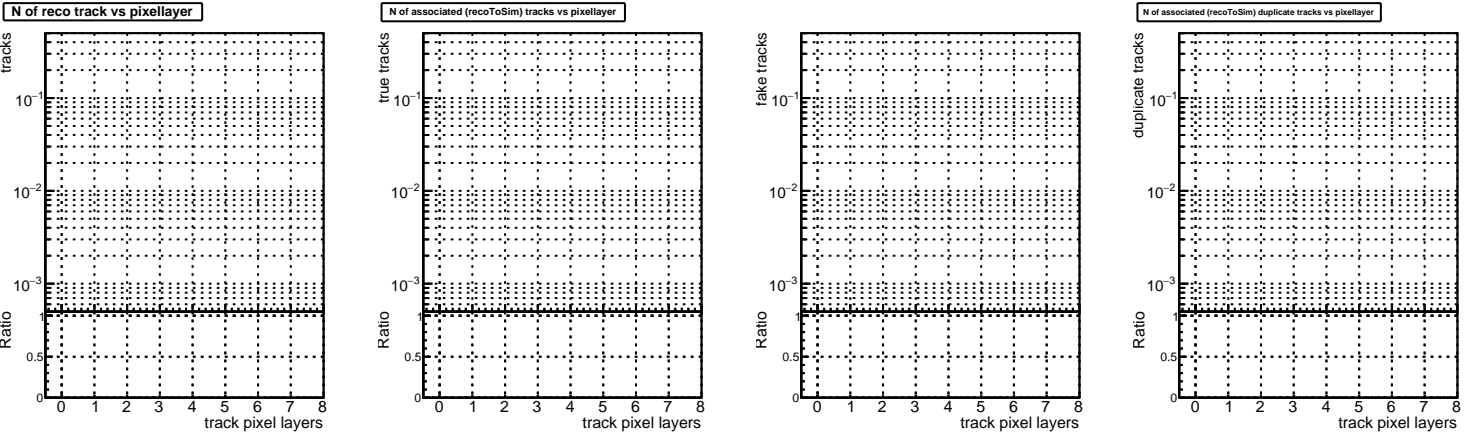 N of reco track vs pixellayer
tracks
10⁻¹
10⁻²
10⁻³
Ratio
1
0.5
0
0 1 2 3 4 5 6 7 8
track pixel layers
N of associated (recoToSim) tracks vs pixellayer
true tracks
10⁻¹
10⁻²
10⁻³
Ratio
1
0.5
0
0 1 2 3 4 5 6 7 8
track pixel layers
fake tracks
10⁻¹
10⁻²
10⁻³
Ratio
1
0.5
0
0 1 2 3 4 5 6 7 8
track pixel layers
N of associated (recoToSim) duplicate tracks vs pixellayer
duplicate tracks
10⁻¹
10⁻²
10⁻³
Ratio
1
0.5
0
0 1 2 3 4 5 6 7 8
track pixel layers